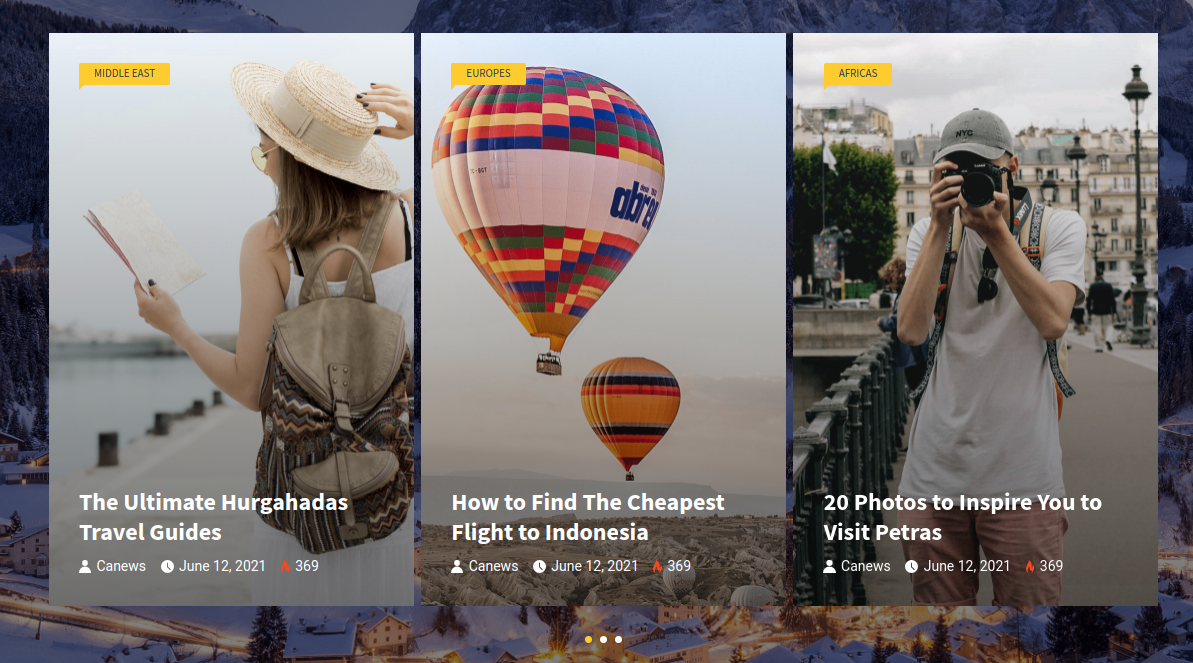 MIDDLE EAST
The Ultimate Hurgahadas
Travel Guides
Canews June 12, 2021 369
EUROPES
How to Find The Cheapest
Flight to Indonesia
Canews June 12, 2021 369
AFRICAS
NYC
20 Photos to Inspire You to
Visit Petras
Canews June 12, 2021 369